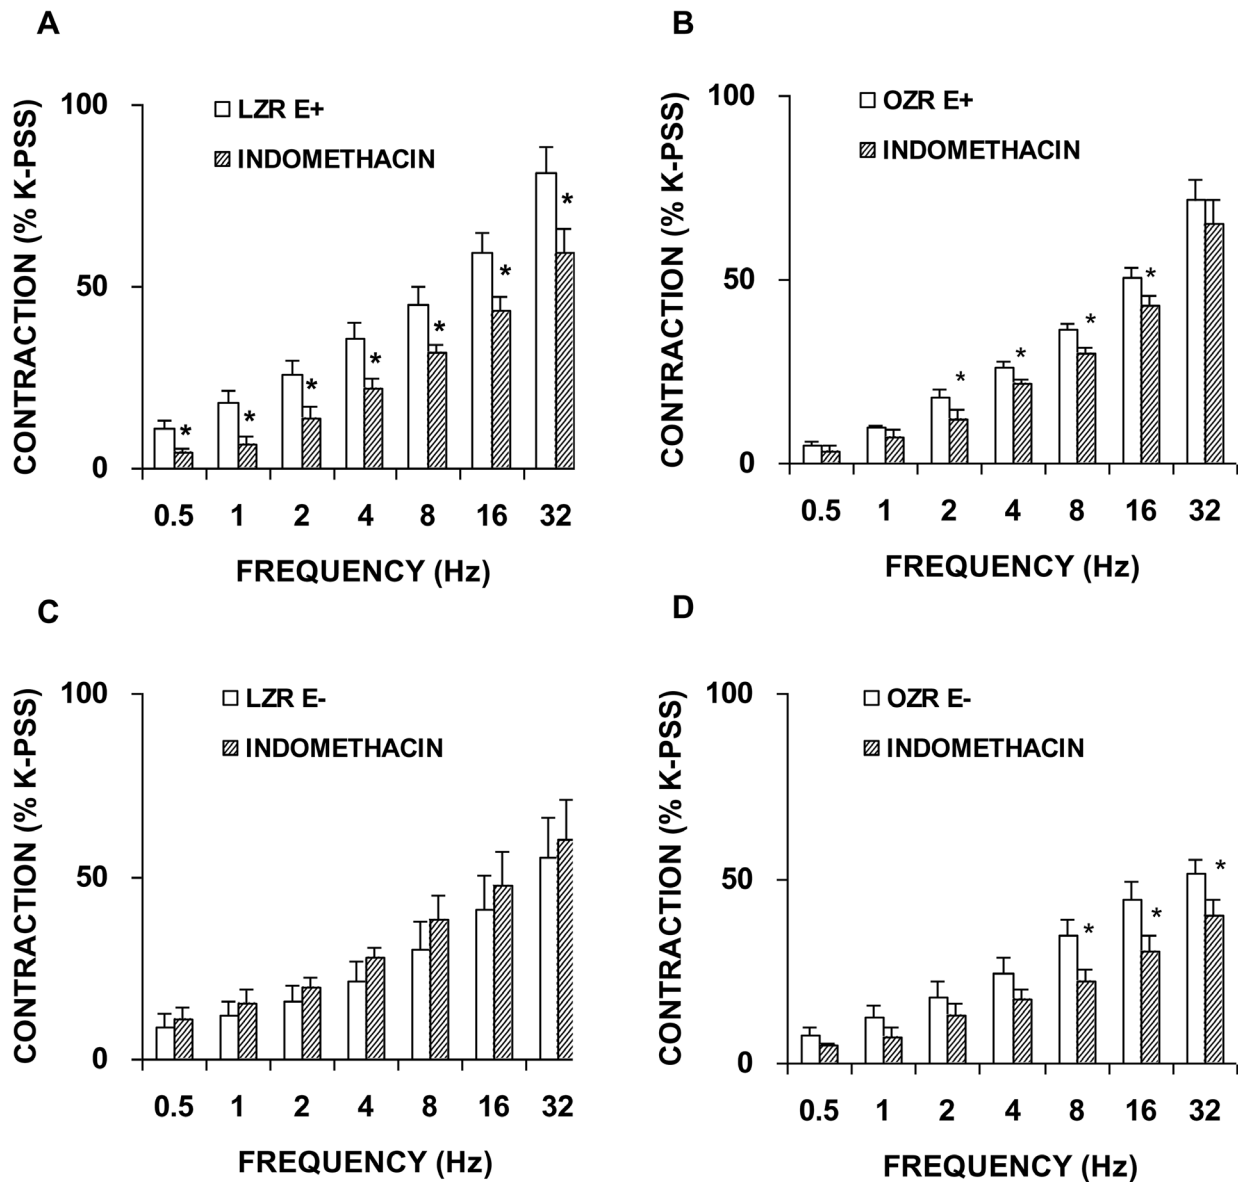 A
CONTRACTION (% K-PSS)
100
50
0
LZR E+
INDOMETHACIN
* * * * * * *
0.5 1 2 4 8 16 32
FREQUENCY (Hz)
B
CONTRACTION (% K-PSS)
100
50
0
OZR E+
INDOMETHACIN
* * * *
0.5 1 2 4 8 16 32
FREQUENCY (Hz)
C
CONTRACTION (% K-PSS)
100
50
0
LZR E-
INDOMETHACIN
0.5 1 2 4 8 16 32
FREQUENCY (Hz)
D
CONTRACTION (% K-PSS)
100
50
0
OZR E-
INDOMETHACIN
* * *
0.5 1 2 4 8 16 32
FREQUENCY (Hz)